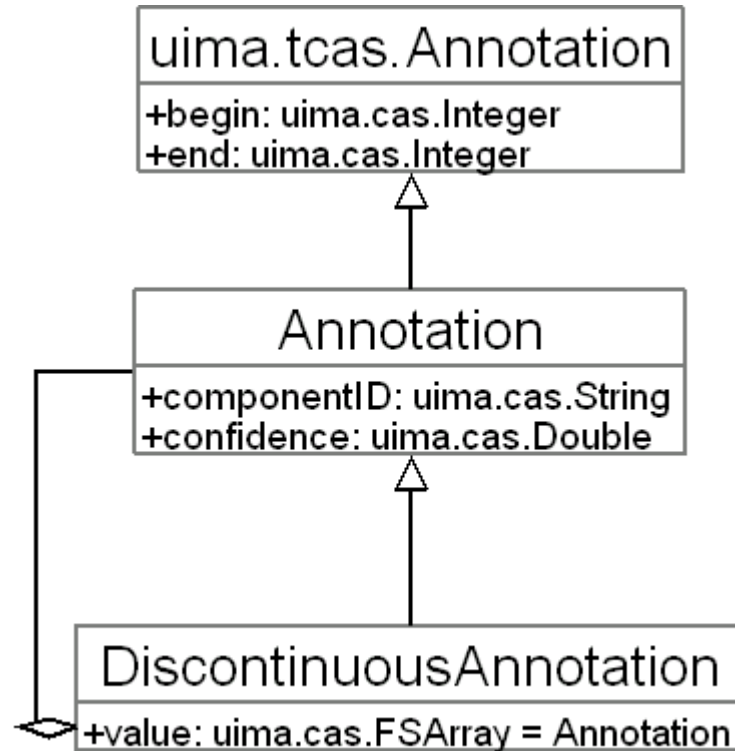 uima.tcas.Annotation
+begin: uima.cas.Integer
+end: uima.cas.Integer
Annotation
+componentID: uima.cas.String
+confidence: uima.cas.Double
DiscontinuousAnnotation
+value: uima.cas.FSArray = Annotation